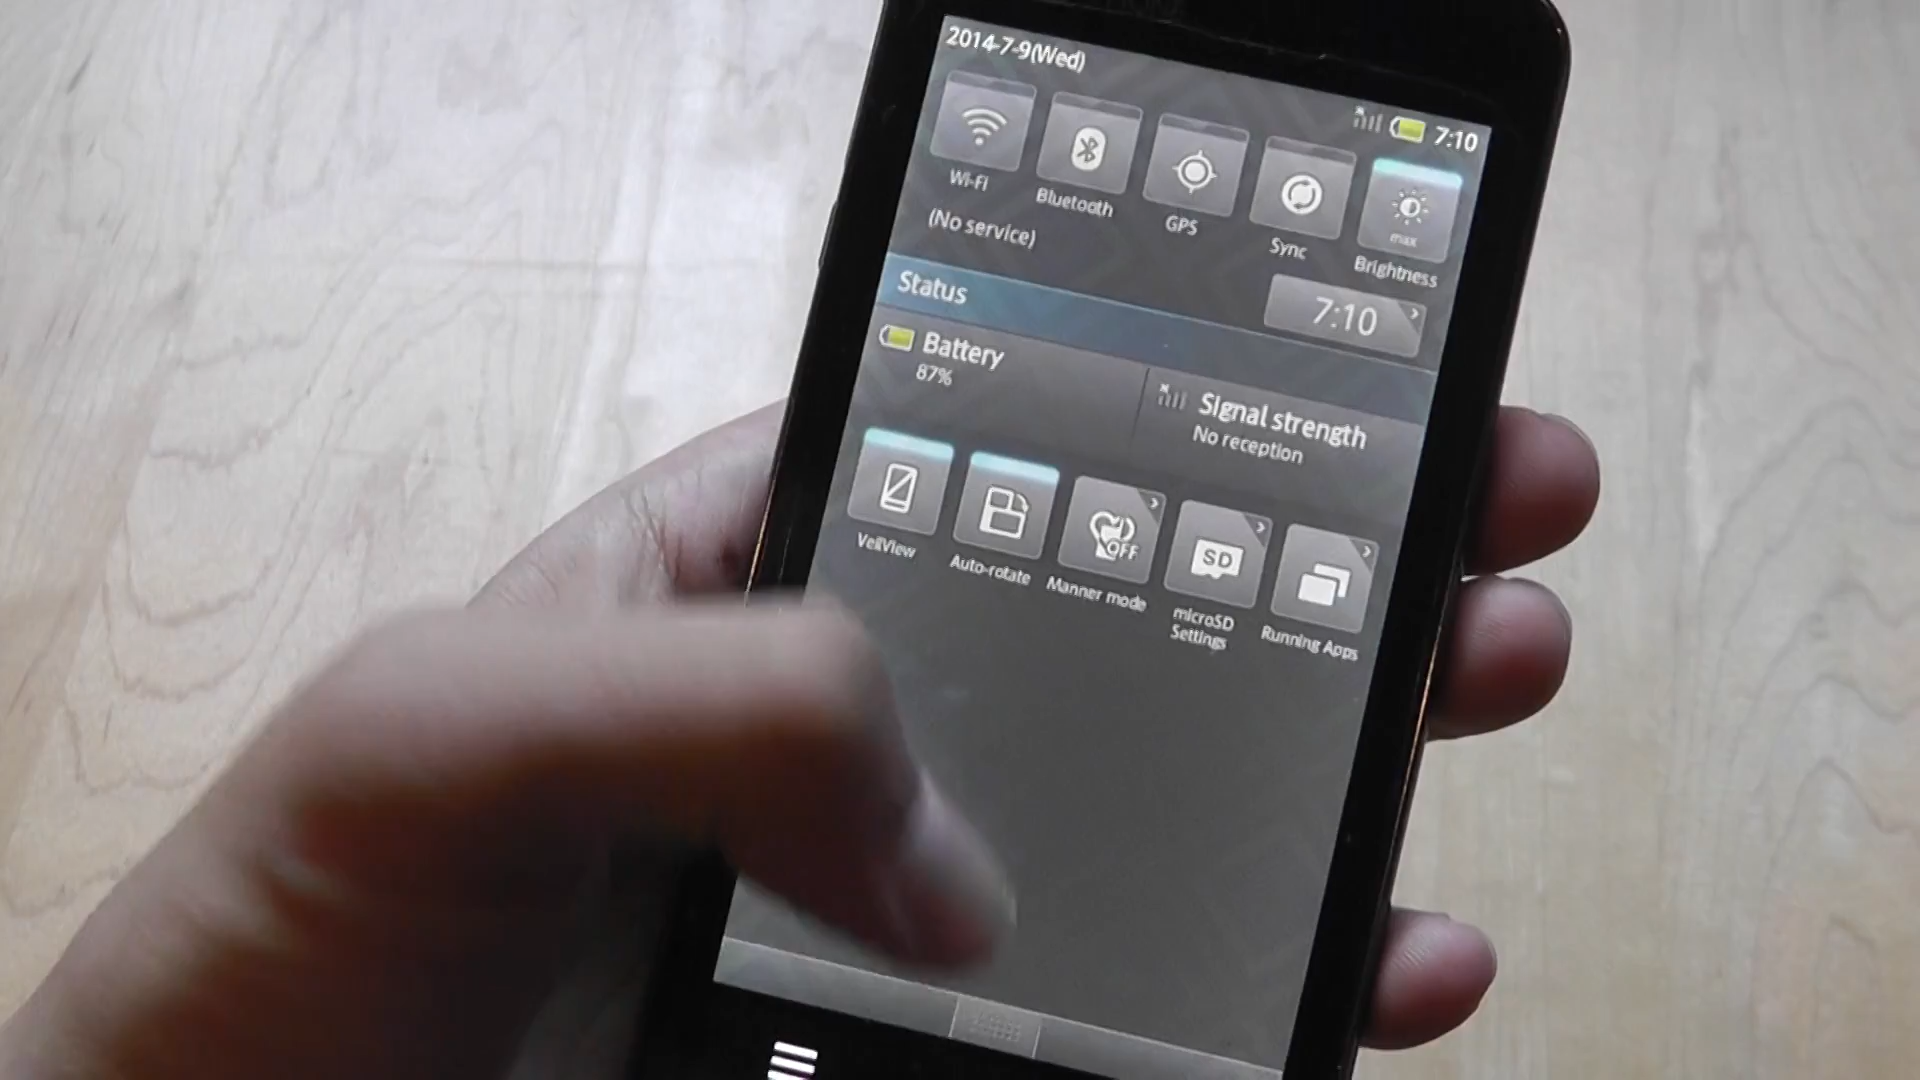 2014-7-9(Wed)
7:10
Wi-Fi
Bluetooth
GPS
Sync
max
Brightness
(No service)
Status
7:10
Battery
87%
Signal strength
No reception
VeilView
Auto-rotate
OFF
Manner mode
SD
microSD
Settings
Running Apps